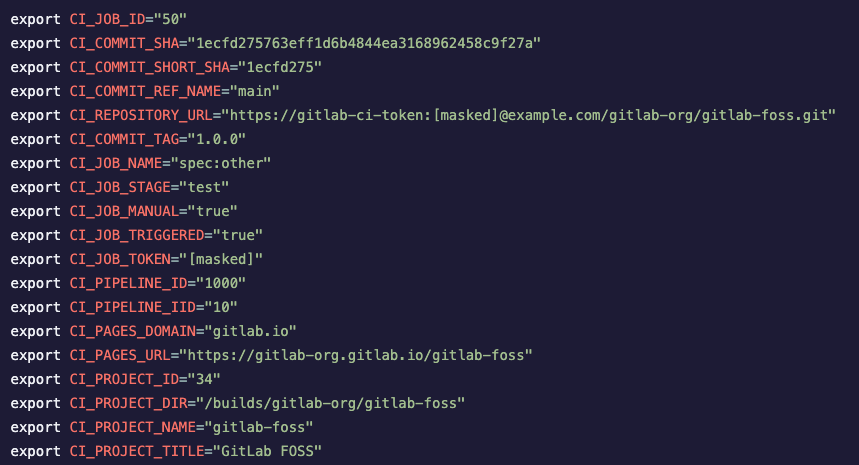 export CI_JOB_ID="50"
export CI_COMMIT_SHA="1ecfd275763eff1d6b4844ea3168962458c9f27a"
export CI_COMMIT_SHORT_SHA="1ecfd275"
export CI_COMMIT_REF_NAME="main"
export CI_REPOSITORY_URL="https://gitlab-ci-token:[masked]@example.com/gitlab-org/gitlab-foss.git"
export CI_COMMIT_TAG="1.0.0"
export CI_JOB_NAME="spec:other"
export CI_JOB_STAGE="test"
export CI_JOB_MANUAL="true"
export CI_JOB_TRIGGERED="true"
export CI_JOB_TOKEN="[masked]"
export CI_PIPELINE_ID="1000"
export CI_PIPELINE_IID="10"
export CI_PAGES_DOMAIN="gitlab.io"
export CI_PAGES_URL="https://gitlab-org.gitlab.io/gitlab-foss"
export CI_PROJECT_ID="34"
export CI_PROJECT_DIR="/builds/gitlab-org/gitlab-foss"
export CI_PROJECT_NAME="gitlab-foss"
export CI_PROJECT_TITLE="GitLab FOSS"